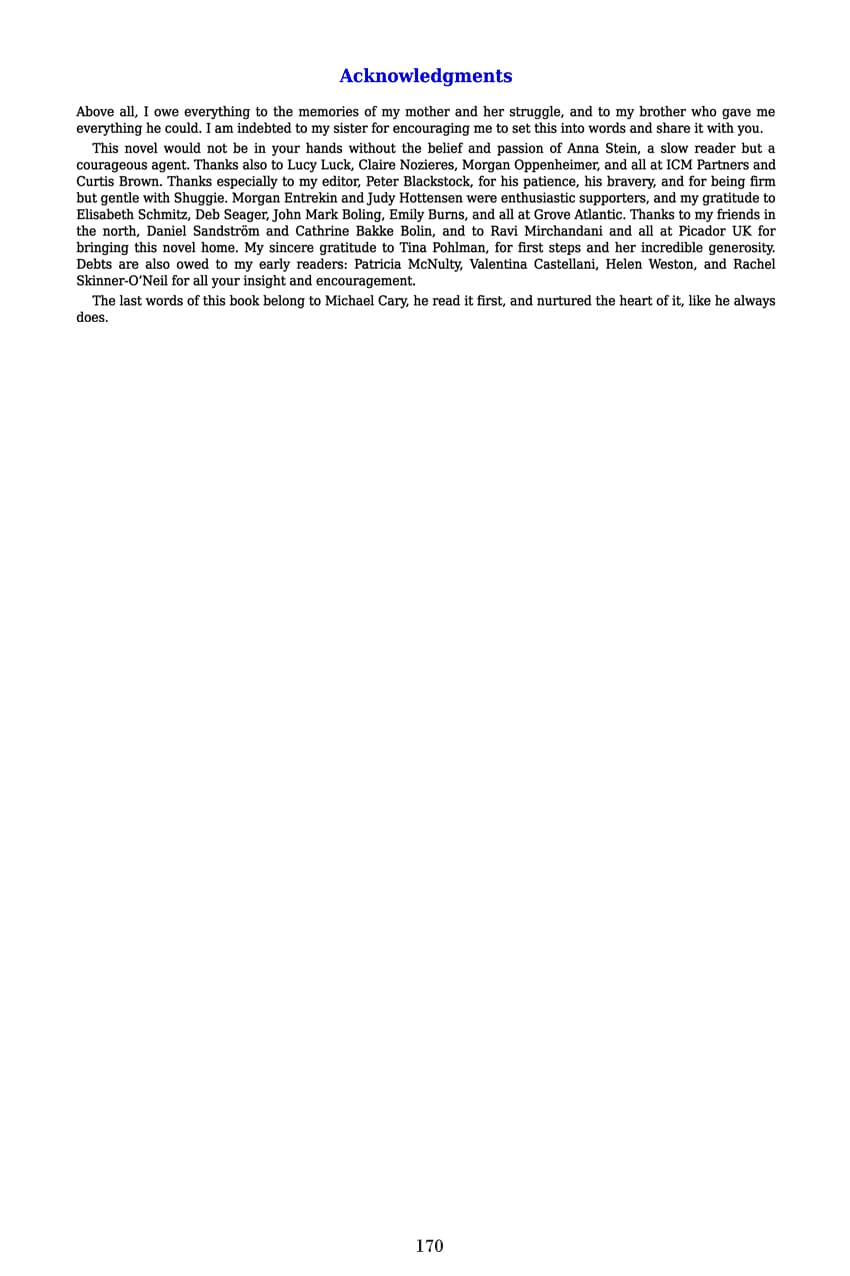 Acknowledgments
Above all, I owe everything to the memories of my mother and her struggle, and to my brother who gave me
everything he could. I am indebted to my sister for encouraging me to set this into words and share it with you.
This novel would not be in your hands without the belief and passion of Anna Stein, a slow reader but a
courageous agent. Thanks also to Lucy Luck, Claire Nozieres, Morgan Oppenheimer, and all at ICM Partners and
Curtis Brown. Thanks especially to my editor, Peter Blackstock, for his patience, his bravery, and for being firm
but gentle with Shuggie. Morgan Entrekin and Judy Hottensen were enthusiastic supporters, and my gratitude to
Elisabeth Schmitz, Deb Seager, John Mark Boling, Emily Burns, and all at Grove Atlantic. Thanks to my friends in
the north, Daniel Sandström and Cathrine Bakke Bolin, and to Ravi Mirchandani and all at Picador UK for
bringing this novel home. My sincere gratitude to Tina Pohlman, for first steps and her incredible generosity.
Debts are also owed to my early readers: Patricia McNulty, Valentina Castellani, Helen Weston, and Rachel
Skinner-O’Neil for all your insight and encouragement.
The last words of this book belong to Michael Cary, he read it first, and nurtured the heart of it, like he always
does.
170